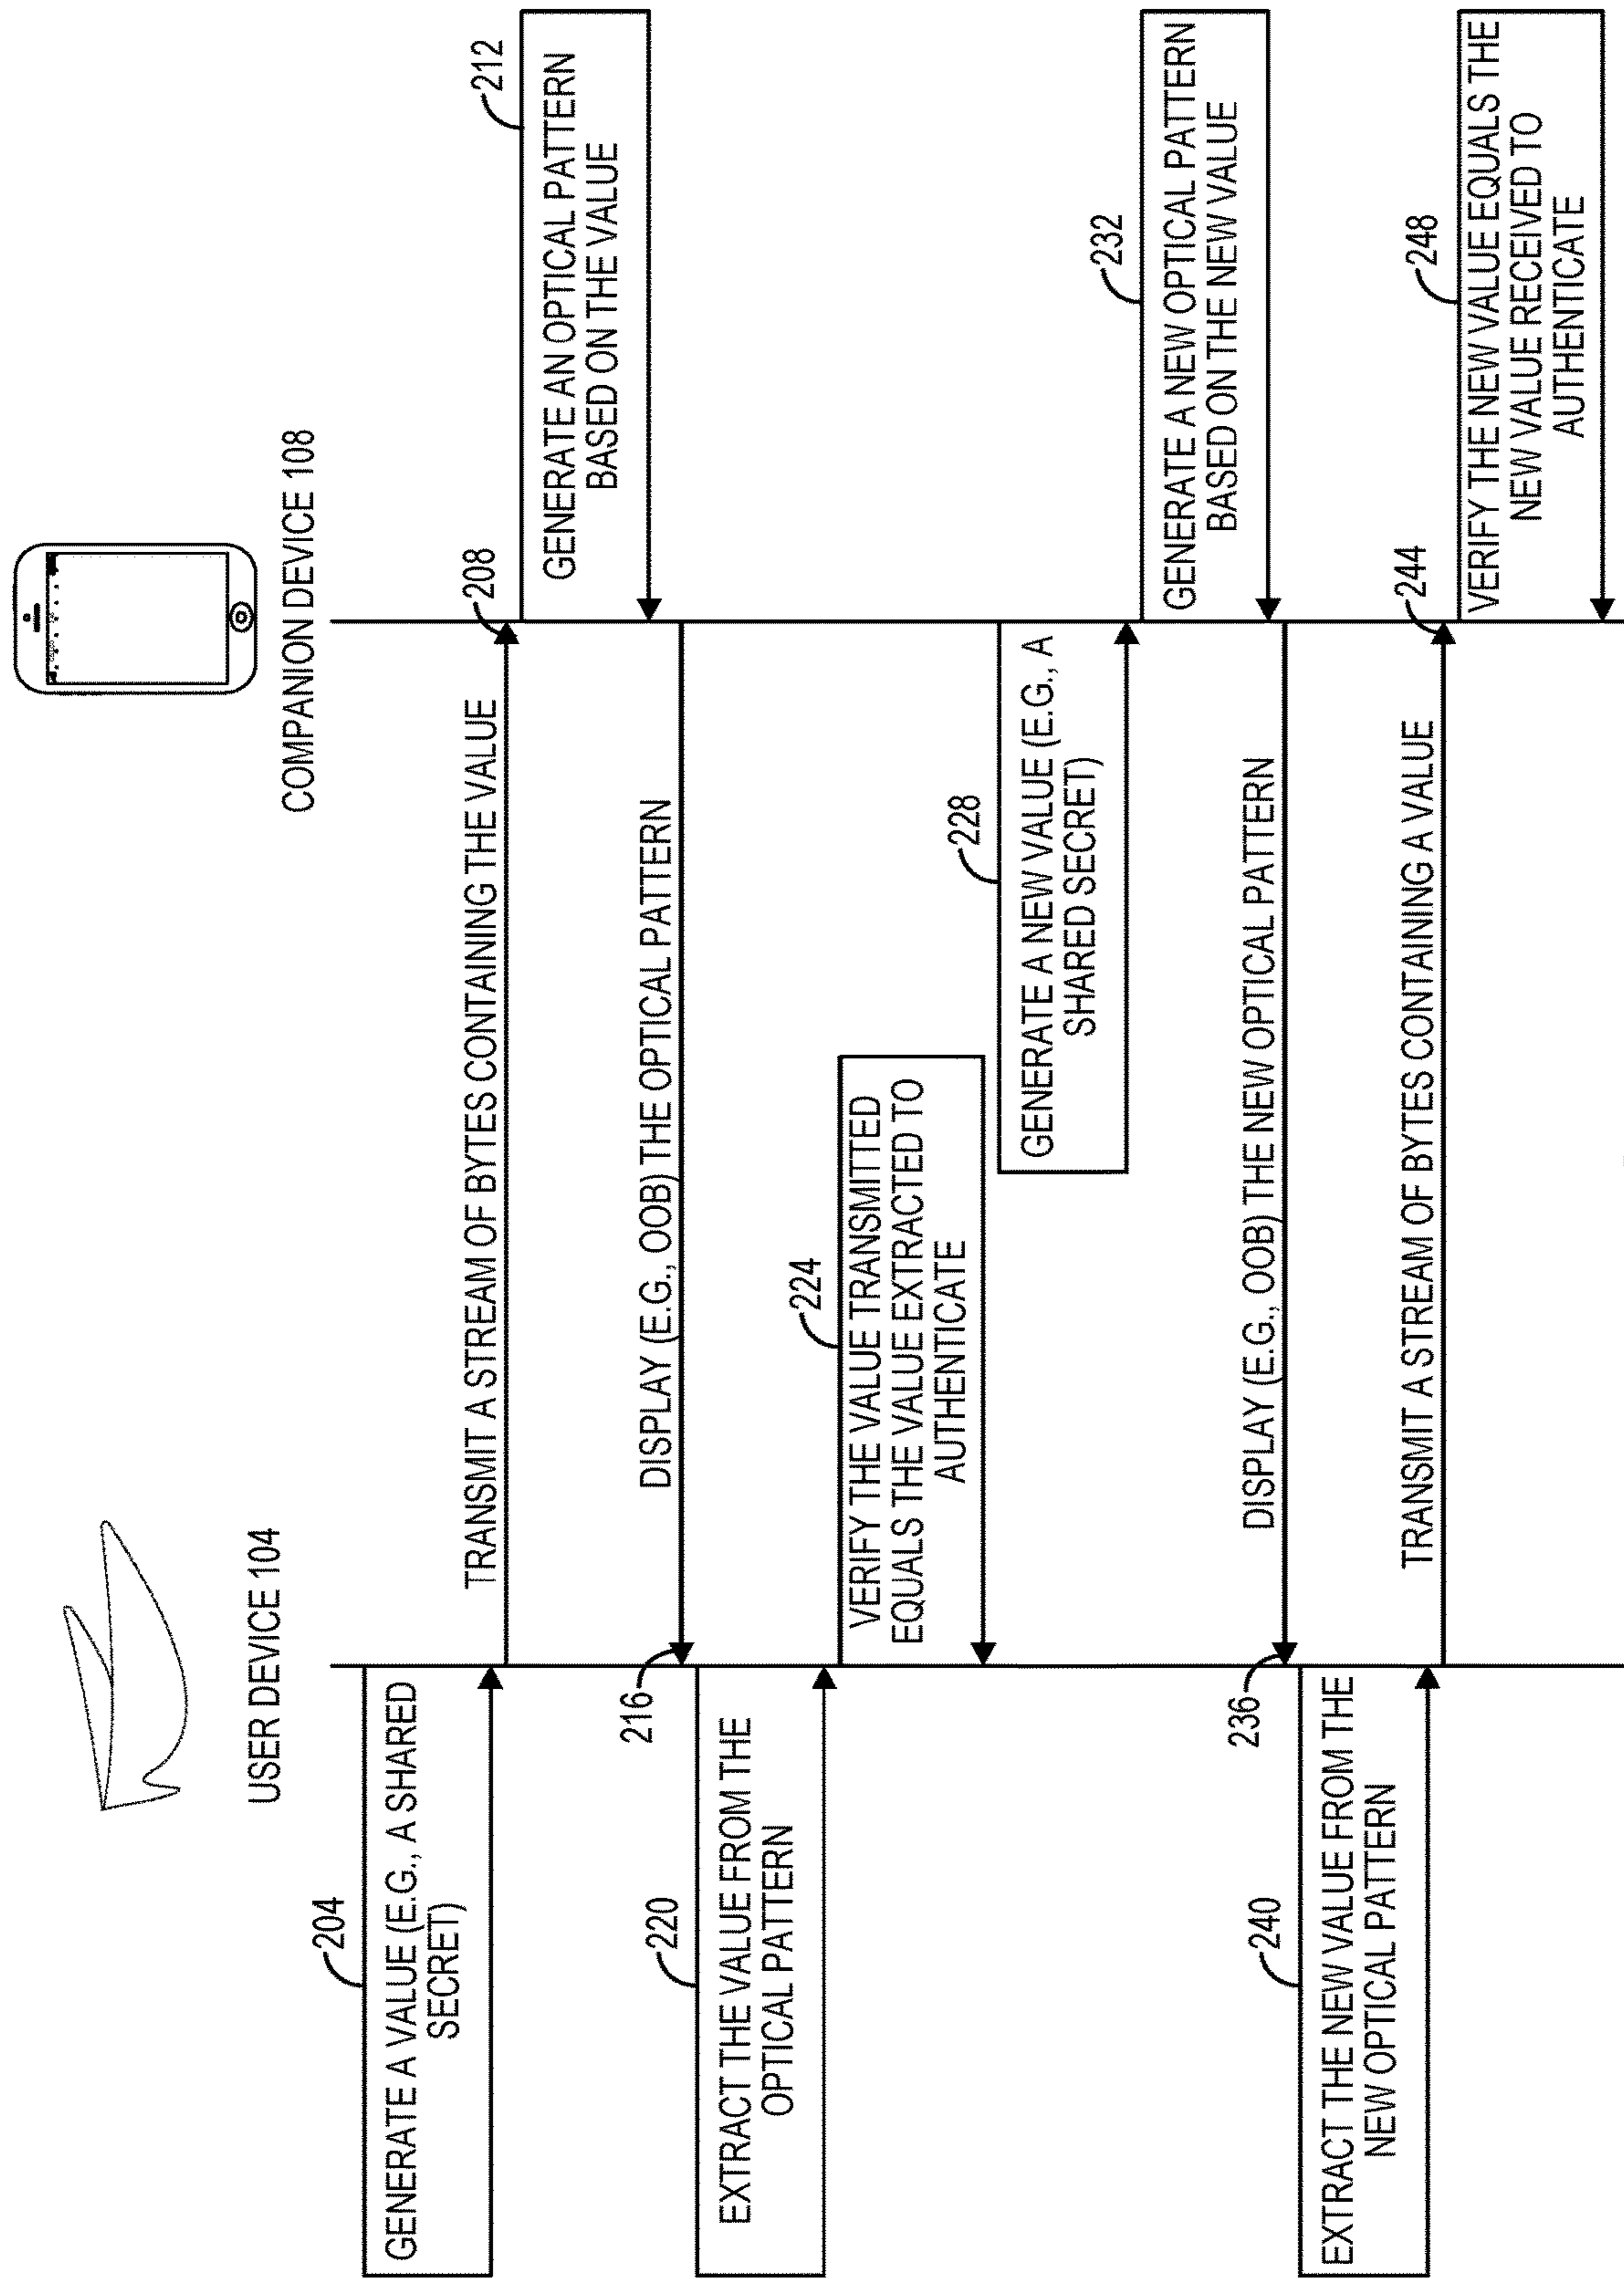 USER DEVICE 104
COMPANION DEVICE 108
204
GENERATE A VALUE (E.G., A SHARED
SECRET)
TRANSMIT A STREAM OF BYTES CONTAINING THE VALUE
208
212
GENERATE AN OPTICAL PATTERN
BASED ON THE VALUE
DISPLAY (E.G., OOB) THE OPTICAL PATTERN
216
220
EXTRACT THE VALUE FROM THE
OPTICAL PATTERN
224
VERIFY THE VALUE TRANSMITTED
EQUALS THE VALUE EXTRACTED TO
AUTHENTICATE
228
GENERATE A NEW VALUE (E.G., A
SHARED SECRET)
232
GENERATE A NEW OPTICAL PATTERN
BASED ON THE NEW VALUE
DISPLAY (E.G., OOB) THE NEW OPTICAL PATTERN
236
240
EXTRACT THE NEW VALUE FROM THE
NEW OPTICAL PATTERN
TRANSMIT A STREAM OF BYTES CONTAINING A VALUE
244
248
VERIFY THE NEW VALUE EQUALS THE
NEW VALUE RECEIVED TO
AUTHENTICATE